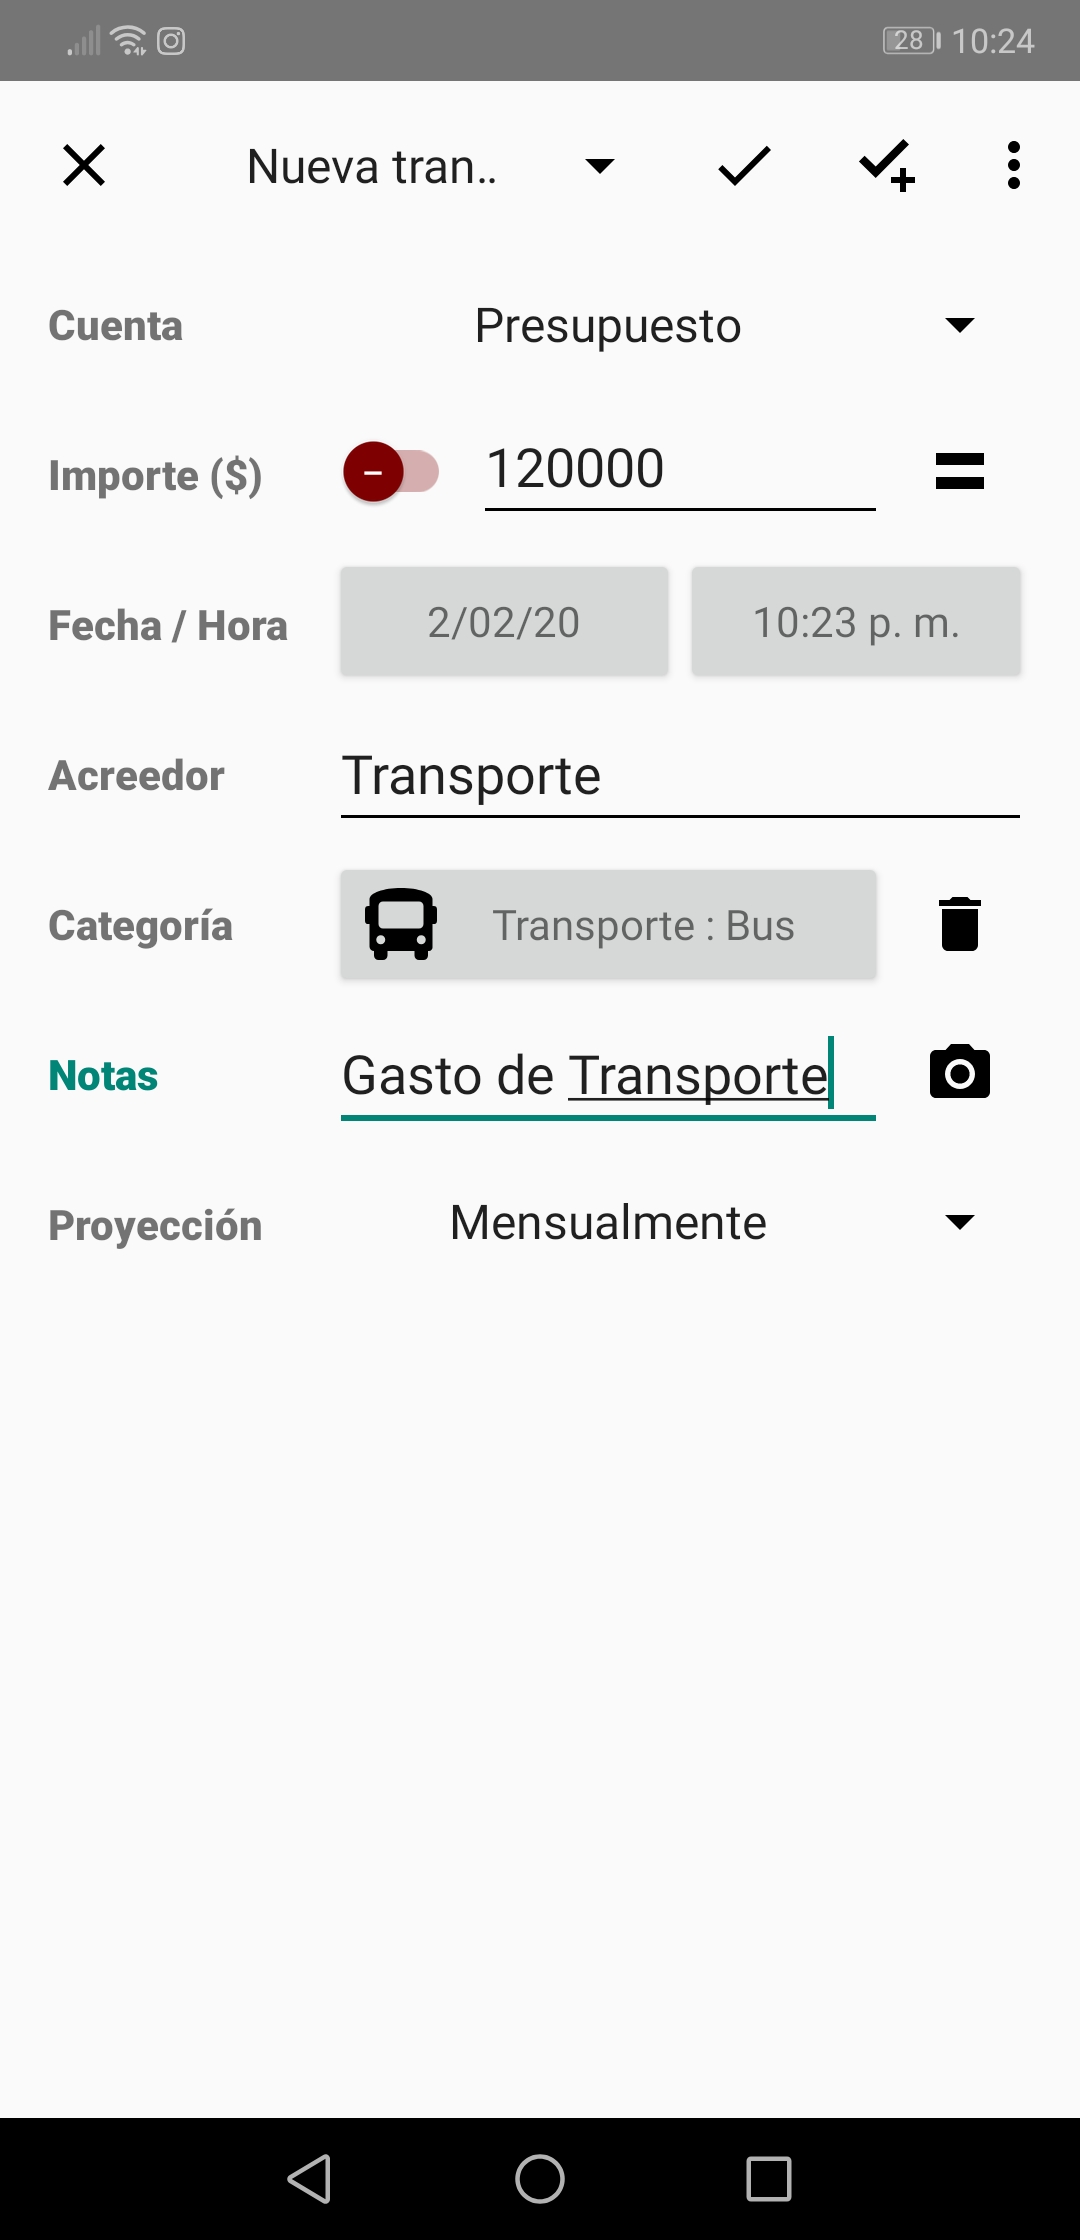 28 10:24
Nueva tran..
Cuenta Presupuesto
Importe ($) 120000
Fecha / Hora 2/02/20 10:23 p. m.
Acreedor Transporte
Categoría Transporte : Bus
Notas Gasto de Transporte
Proyección Mensualmente